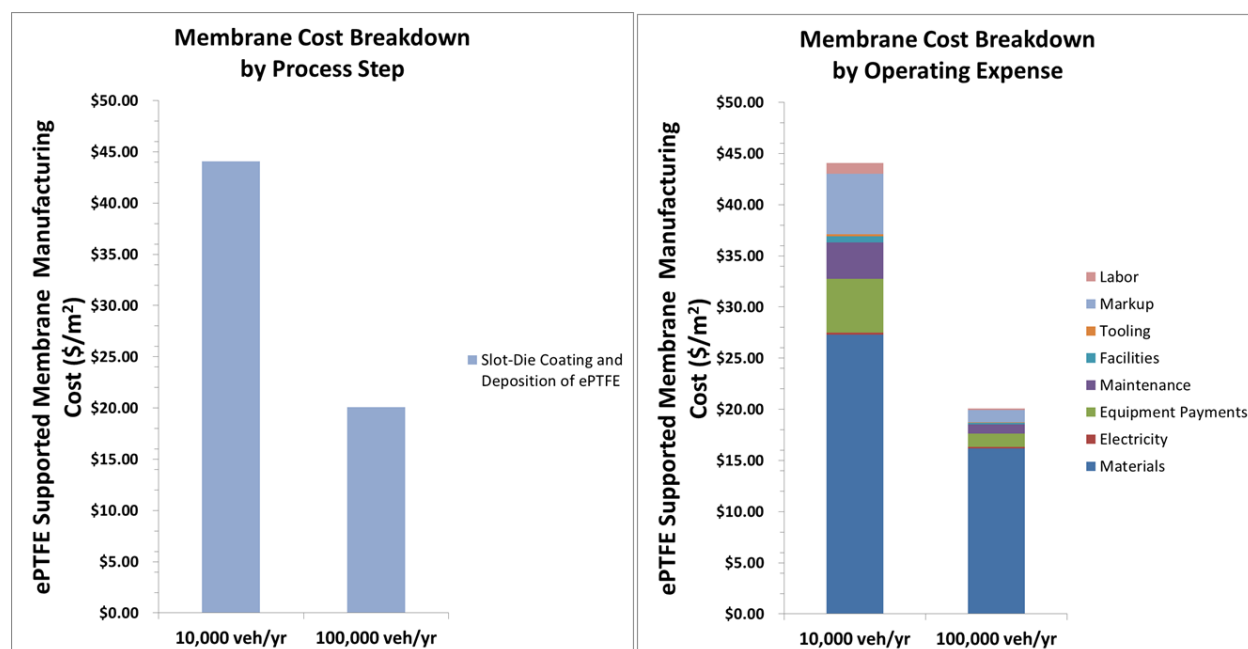 Membrane Cost Breakdown
by Process Step
ePTFE Supported Membrane Manufacturing
Cost ($/m²)
$50.00
$45.00
$40.00
$35.00
$30.00
$25.00
$20.00
$15.00
$10.00
$5.00
$0.00
10,000 veh/yr
100,000 veh/yr
Slot-Die Coating and
Deposition of ePTFE
Membrane Cost Breakdown
by Operating Expense
ePTFE Supported Membrane Manufacturing
Cost ($/m²)
$50.00
$45.00
$40.00
$35.00
$30.00
$25.00
$20.00
$15.00
$10.00
$5.00
$0.00
10,000 veh/yr
100,000 veh/yr
Labor
Markup
Tooling
Facilities
Maintenance
Equipment Payments
Electricity
Materials